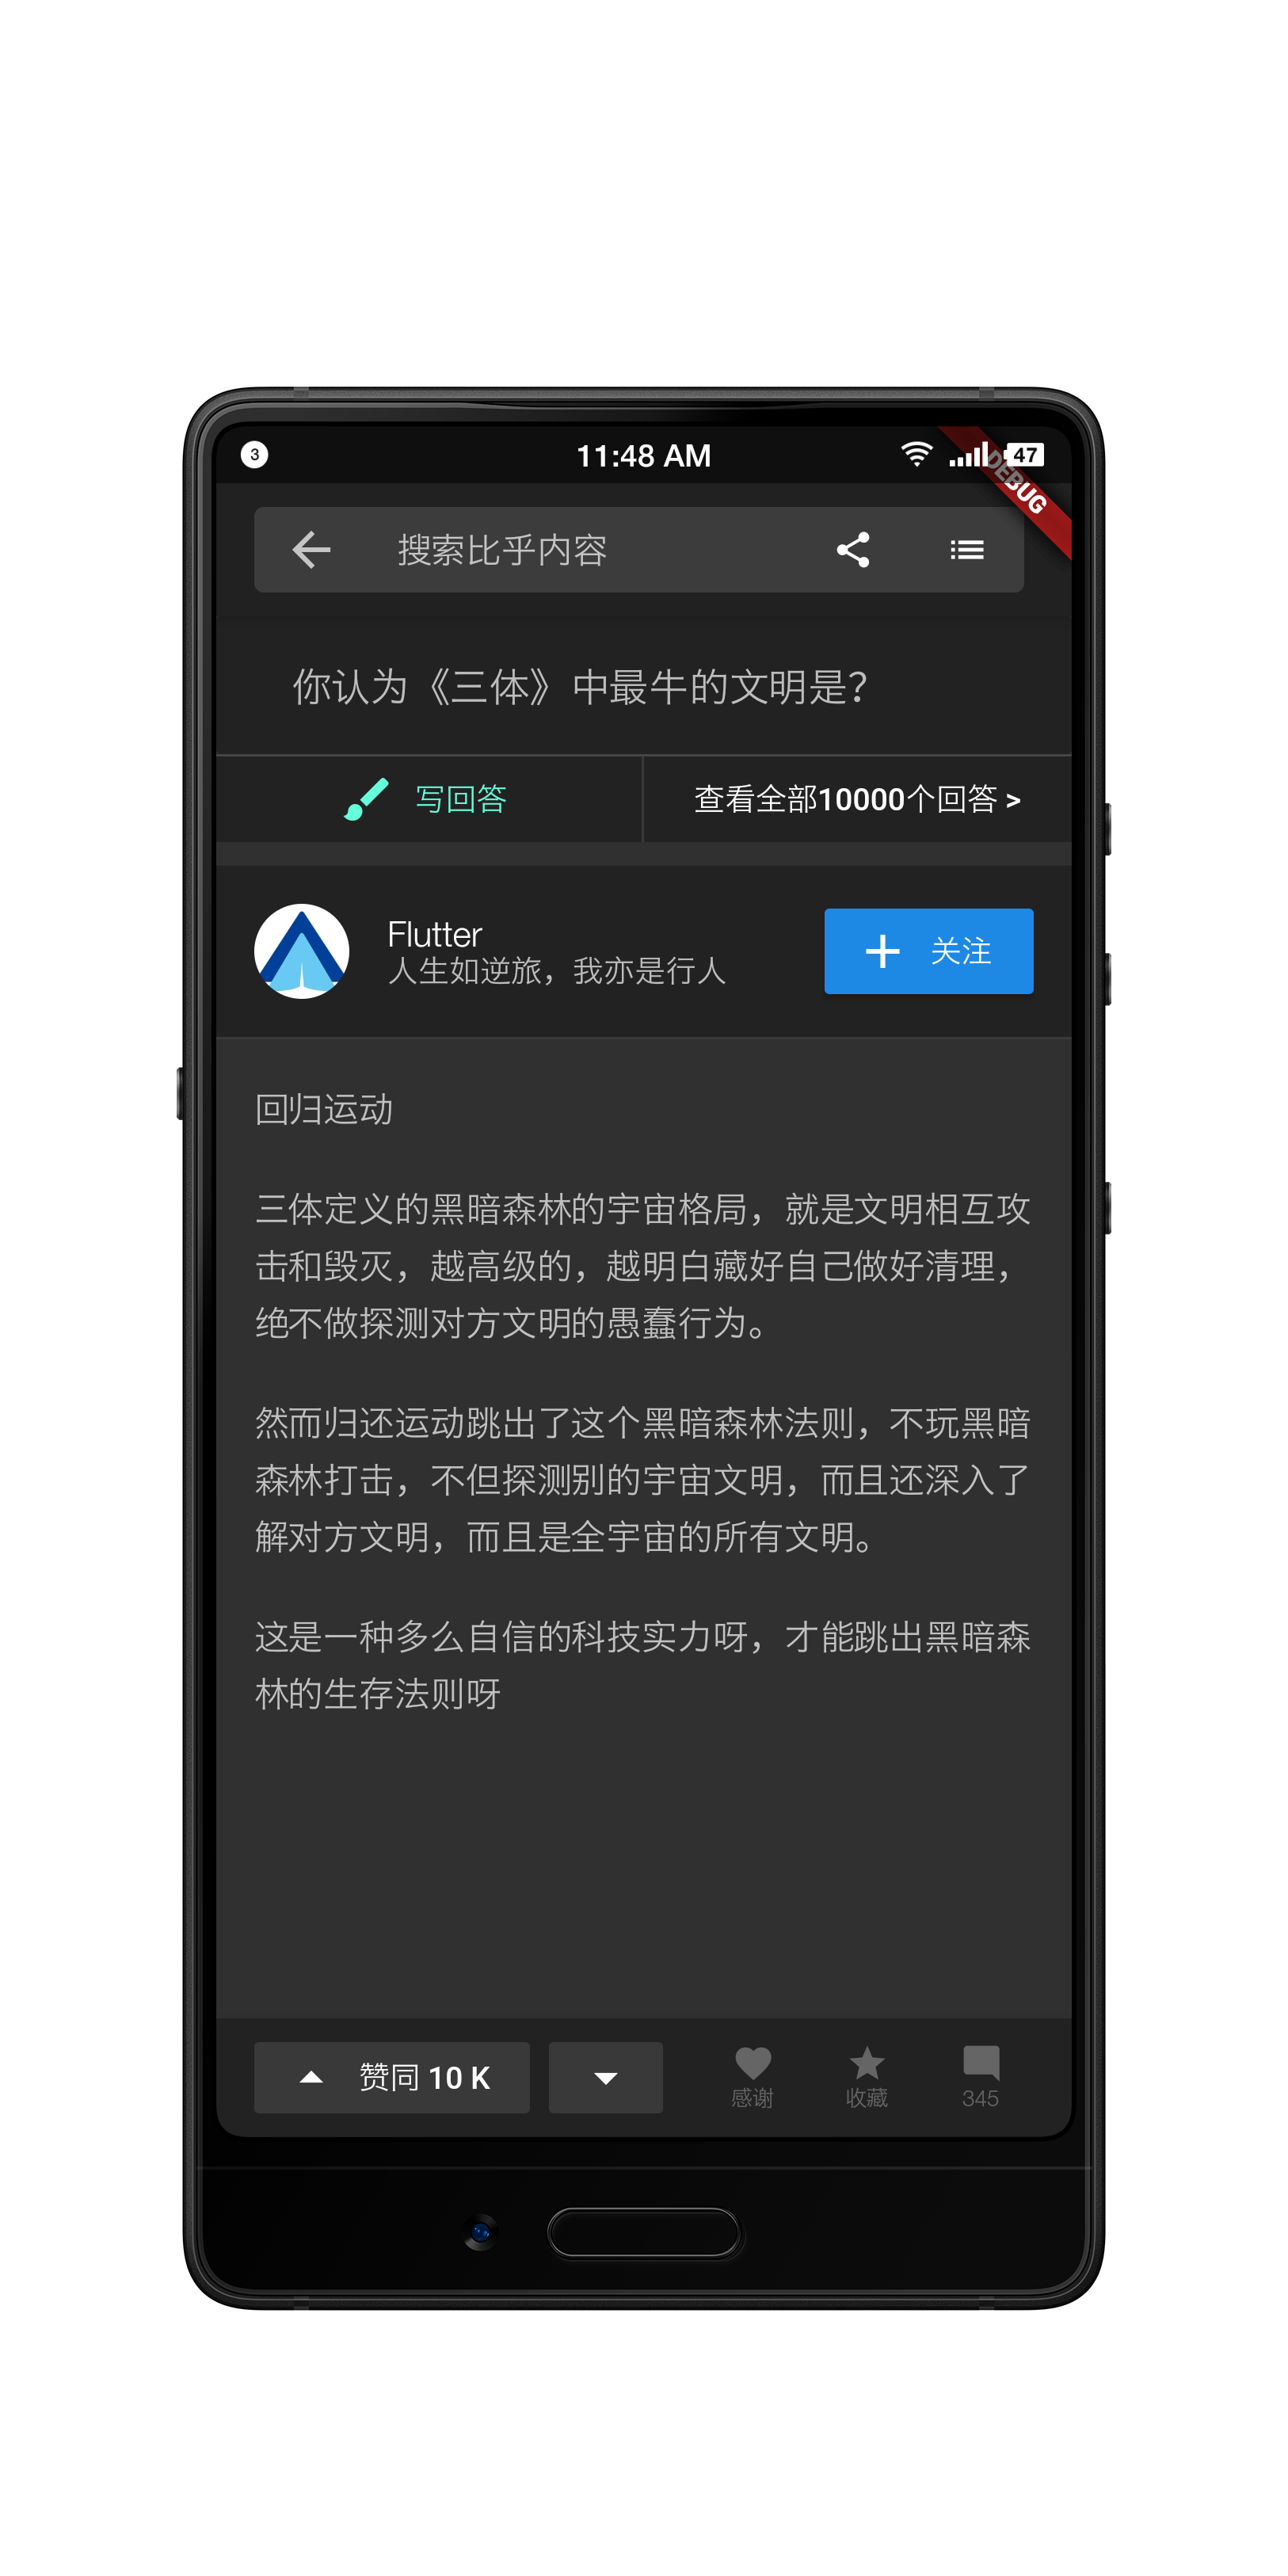 3
11:48 AM
47
DEBUG
搜索比乎内容
你认为《三体》中最牛的文明是?
写回答
查看全部10000个回答 >
Flutter
人生如逆旅，我亦是行人
关注
回归运动
三体定义的黑暗森林的宇宙格局，就是文明相互攻
击和毁灭，越高级的，越明白藏好自己做好清理，
绝不做探测对方文明的愚蠢行为。
然而归还运动跳出了这个黑暗森林法则，不玩黑暗
森林打击，不但探测别的宇宙文明，而且还深入了
解对方文明，而且是全宇宙的所有文明。
这是一种多么自信的科技实力呀，才能跳出黑暗森
林的生存法则呀
赞同 10 K
感谢
收藏
345